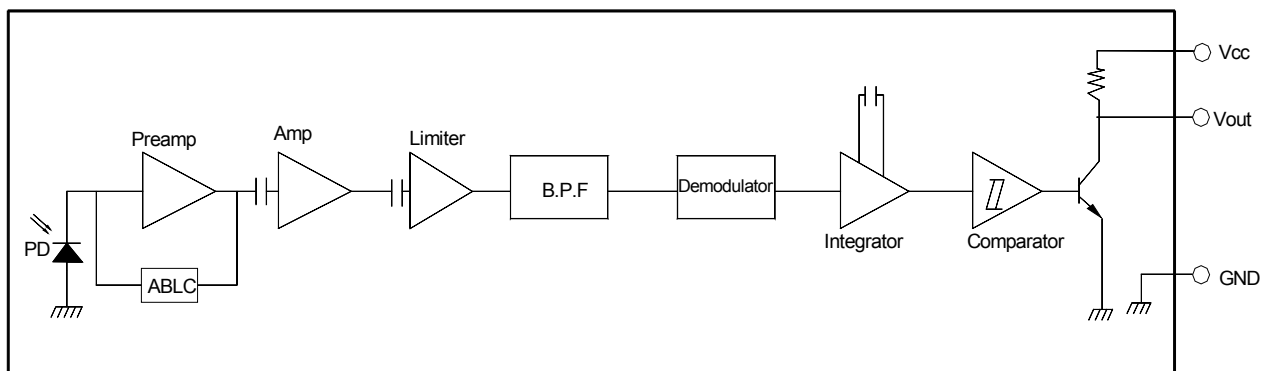 Vcc
Vout
Preamp
Amp
Limiter
B.P.F
Demodulator
PD
ABLC
Integrator
Comparator
GND